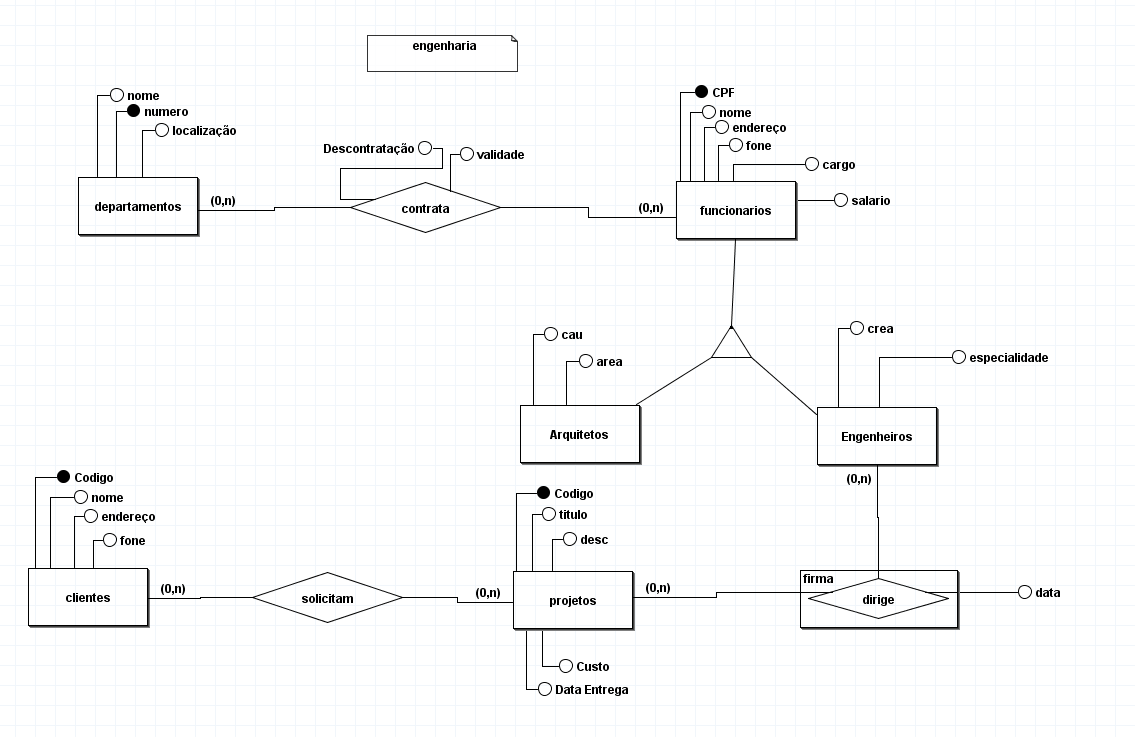 engenharia
nome
numero
localização
departamentos
(0,n)
Descontratação
validade
contrata
(0,n)
CPF
nome
endereço
fone
cargo
salario
funcionarios
cau
area
Arquitetos
crea
especialidade
Engenheiros
(0,n)
Codigo
nome
endereço
fone
clientes
(0,n)
solicitam
(0,n)
Codigo
titulo
desc
projetos
Custo
Data Entrega
(0,n)
firma
dirige
data